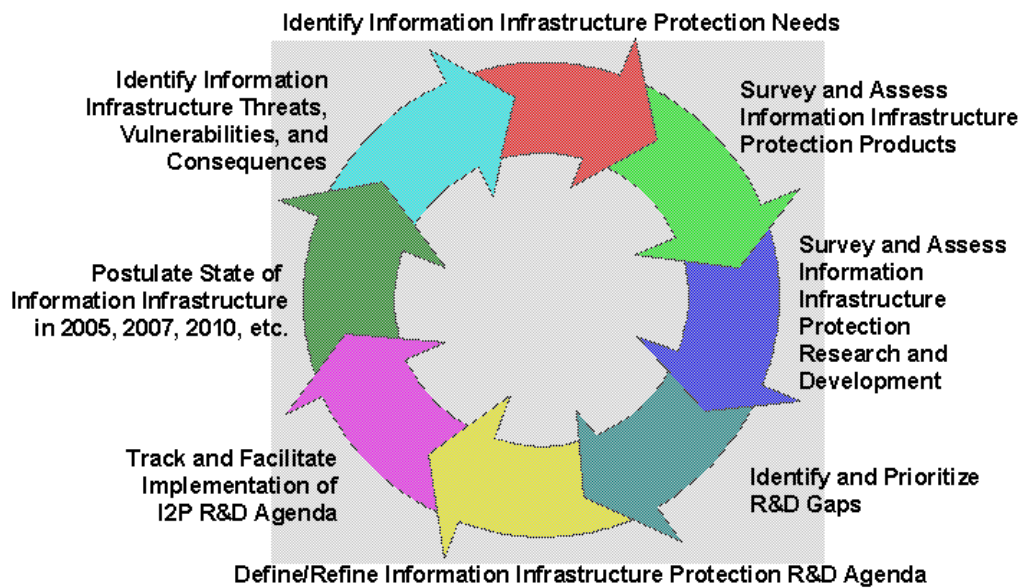 Identify Information Infrastructure Protection Needs
Survey and Assess
Information Infrastructure
Protection Products
Survey and Assess
Information
Infrastructure
Protection
Research and
Development
Identify and Prioritize
R&D Gaps
Define/Refine Information Infrastructure Protection R&D Agenda
Track and Facilitate
Implementation of
I2P R&D Agenda
Postulate State of
Information Infrastructure
in 2005, 2007, 2010, etc.
Identify Information
Infrastructure Threats,
Vulnerabilities, and
Consequences